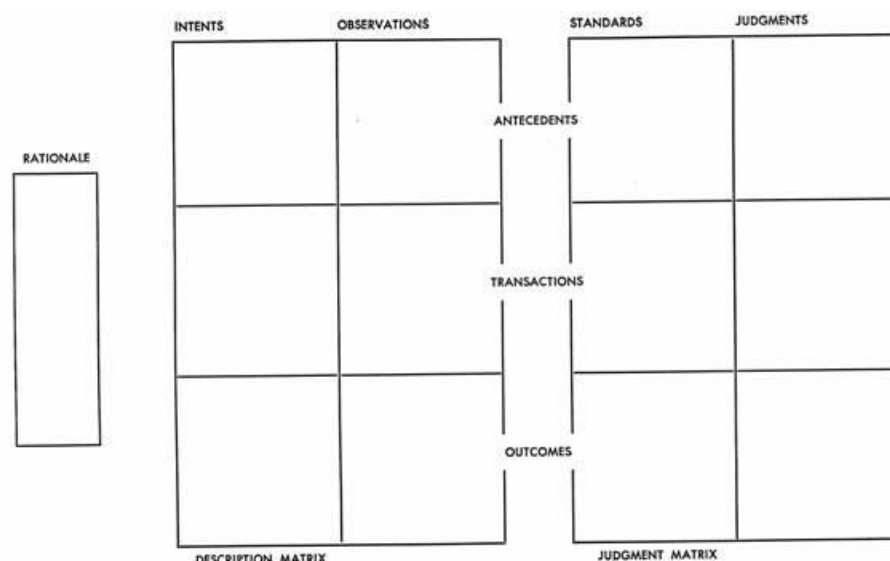 INTENTS OBSERVATIONS STANDARDS JUDGMENTS
ANTECEDENTS
RATIONALE
TRANSACTIONS
OUTCOMES
DESCRIPTION MATRIX JUDGMENT MATRIX